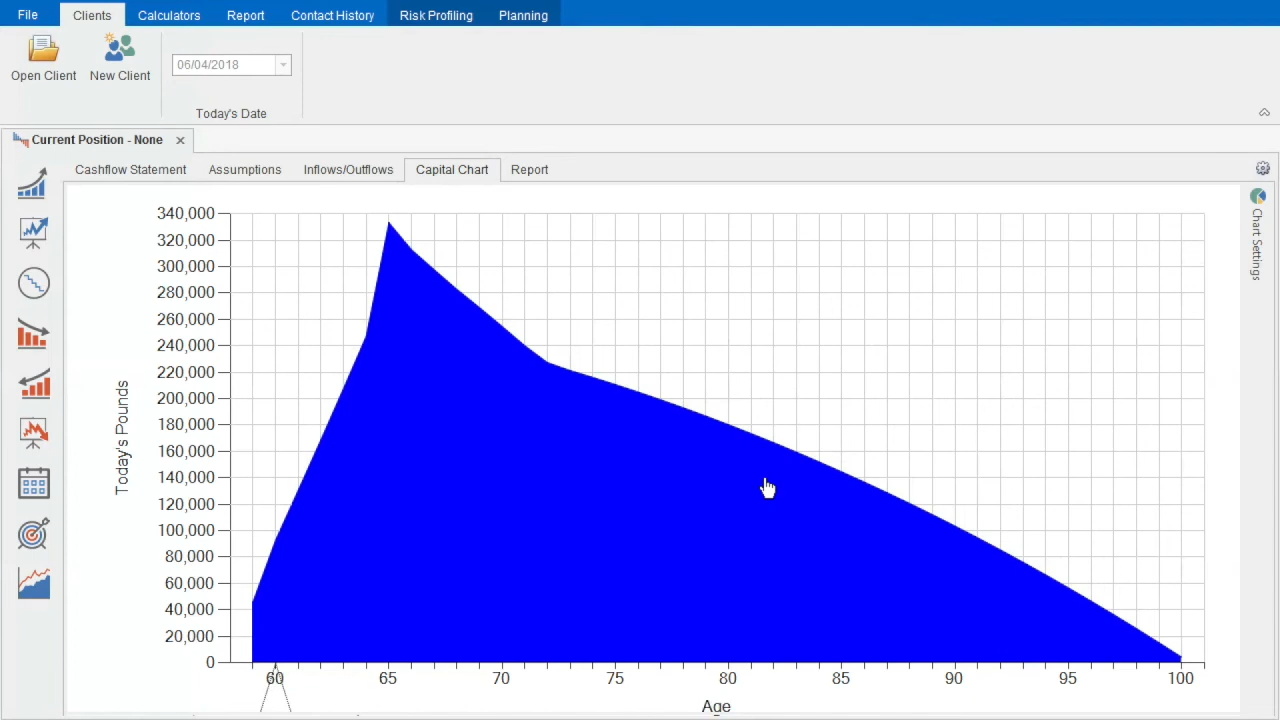 File Clients Calculators Report Contact History Risk Profiling Planning
Open Client New Client
06/04/2018
Today's Date
Current Position - None
Cashflow Statement Assumptions Inflows/Outflows Capital Chart Report
Chart Settings
Today's Pounds
340,000
320,000
300,000
280,000
260,000
240,000
220,000
200,000
180,000
160,000
140,000
120,000
100,000
80,000
60,000
40,000
20,000
0
60 65 70 75 80 85 90 95 100
Age